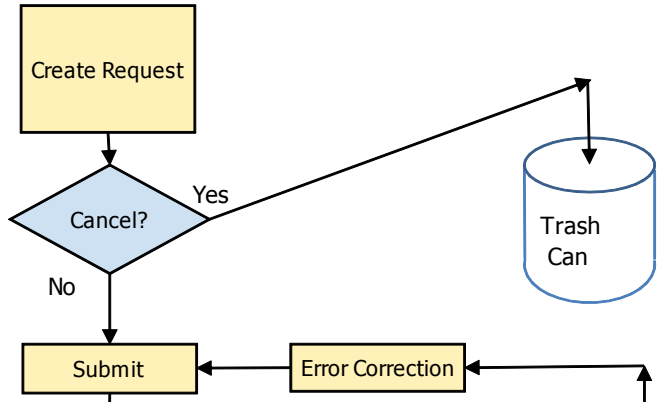 Create Request
Yes
Cancel?
Trash
Can
No
Submit
Error Correction